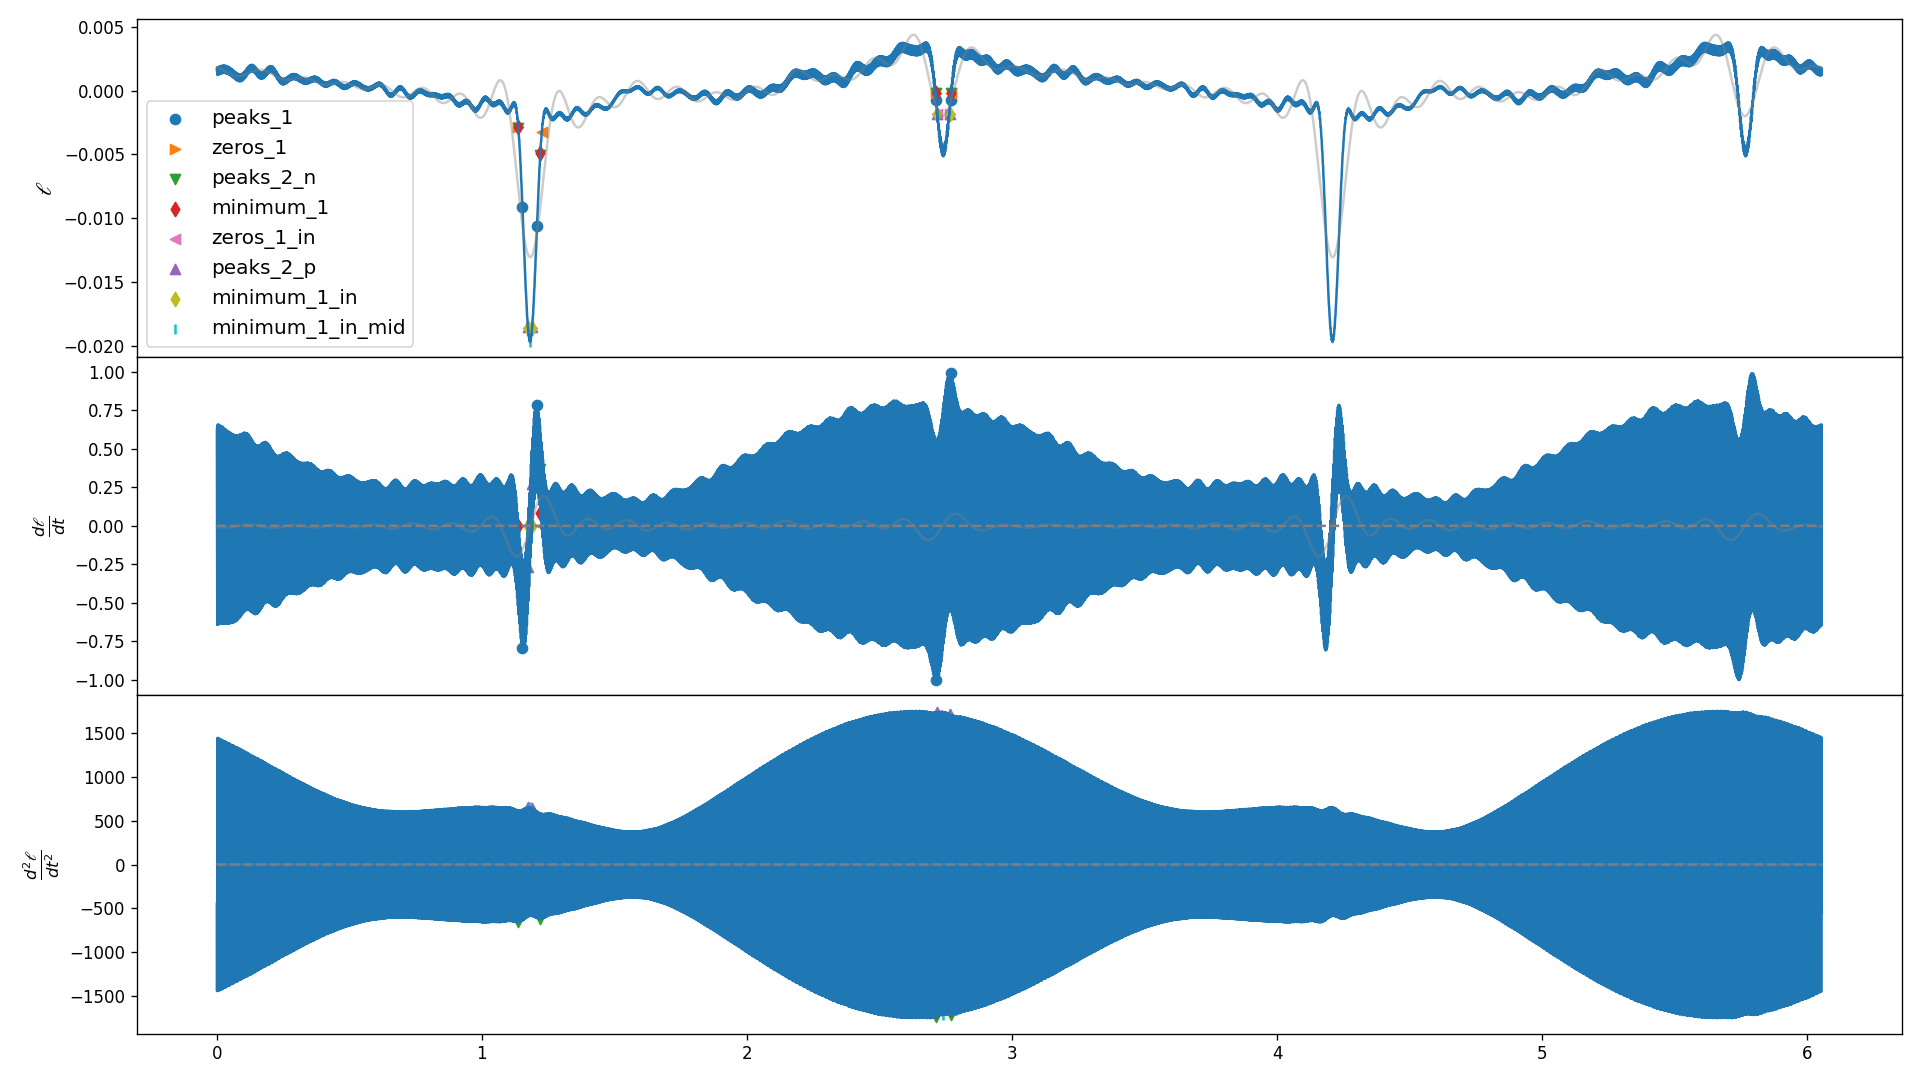 0.005
0.000
−0.005
−0.010
−0.015
−0.020
ℓ
peaks_1
zeros_1
peaks_2_n
minimum_1
zeros_1_in
peaks_2_p
minimum_1_in
minimum_1_in_mid
1.00
0.75
0.50
0.25
0.00
−0.25
−0.50
−0.75
−1.00
dℓ/dt
1500
1000
500
0
−500
−1000
−1500
d²ℓ/dt²
0 1 2 3 4 5 6